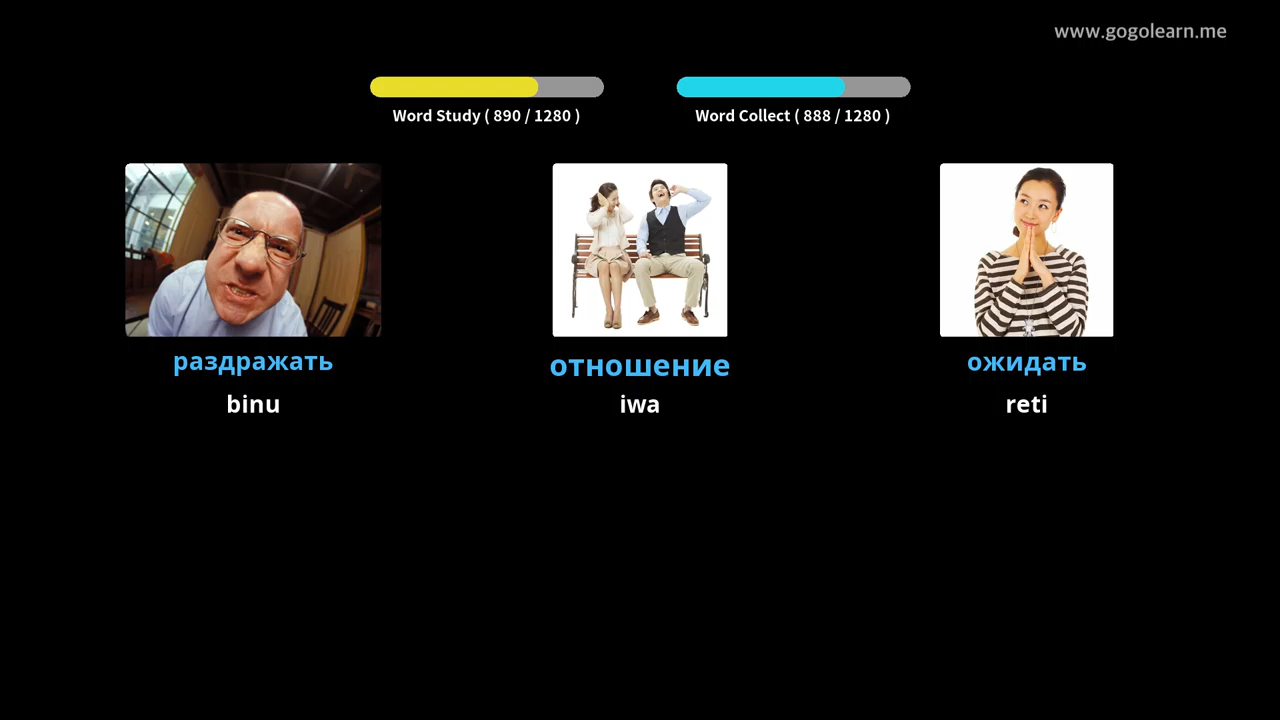 www.gogolearn.me
Word Study ( 890 / 1280 )
Word Collect ( 888 / 1280 )
раздражать
отношение
ожидать
binu
iwa
reti